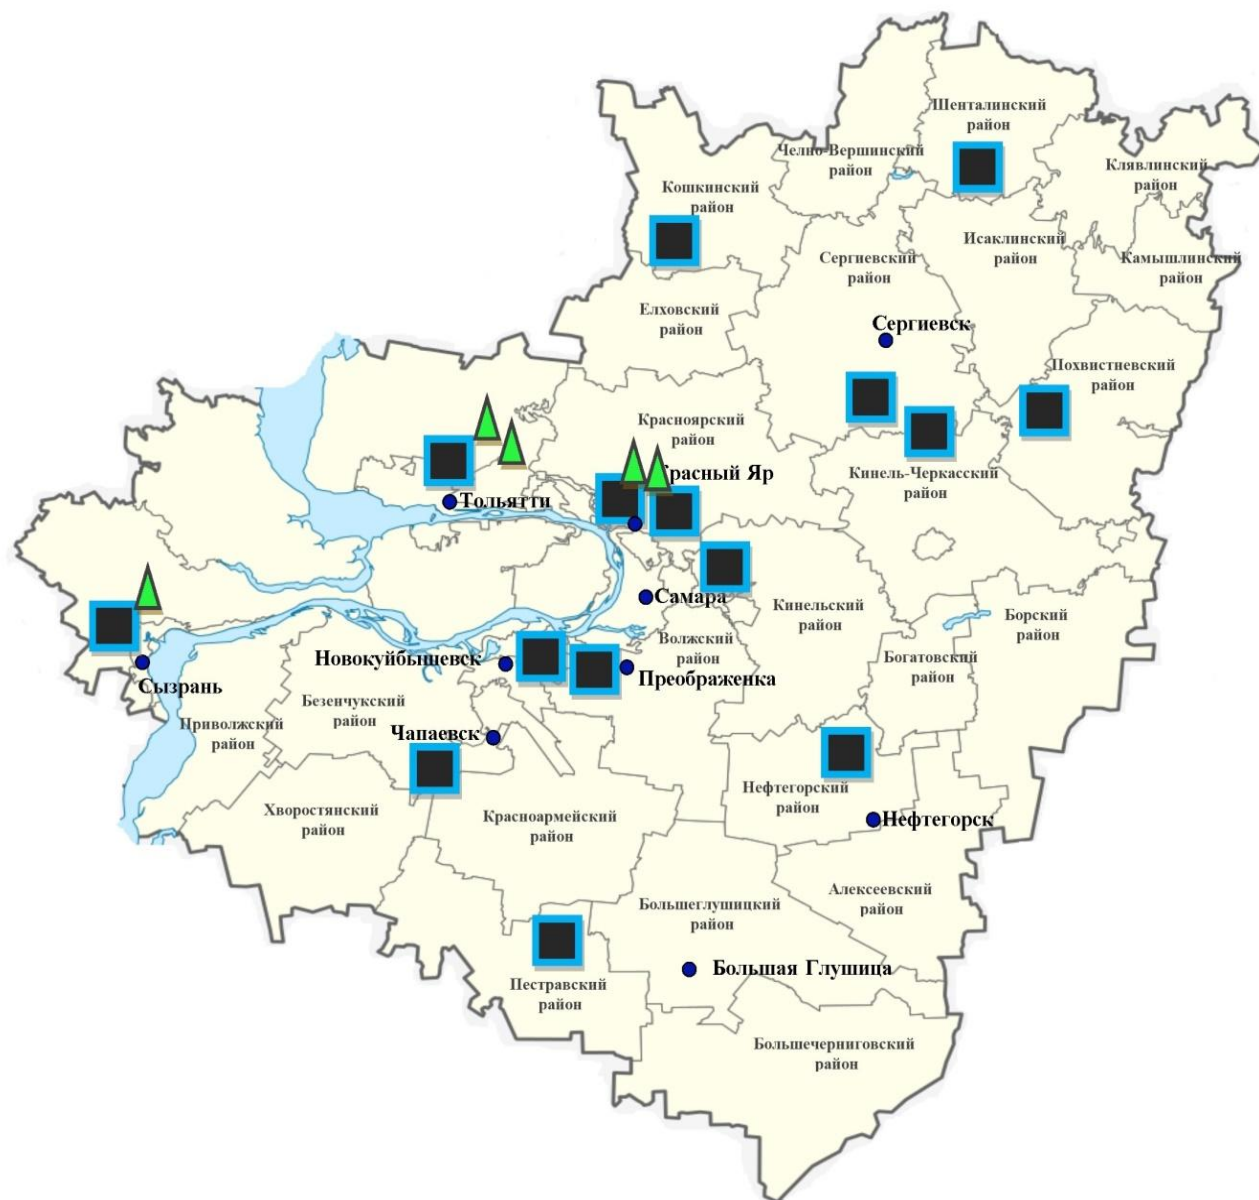 Шенталинский
район
Челно-Вершинский
район
Клявлинский
район
Кошкинский
район
Исаклинский
район
Сергиевский
район
Камышлинский
район
Елховский
район
Сергиевск
Похвистневский
район
Красноярский
район
Красный Яр
Кинель-Черкасский
район
Тольятти
Самара
Кинельский
район
Борский
район
Волжский
район
Богатовский
район
Новокуйбышевск
Преображенка
Сызрань
Безенчукский
район
Приволжский
район
Чапаевск
Нефтегорский
район
Хворостянский
район
Красноармейский
район
Нефтегорск
Алексеевский
район
Большеглушицкий
район
Большая Глушица
Пестравский
район
Большечерниговский
район